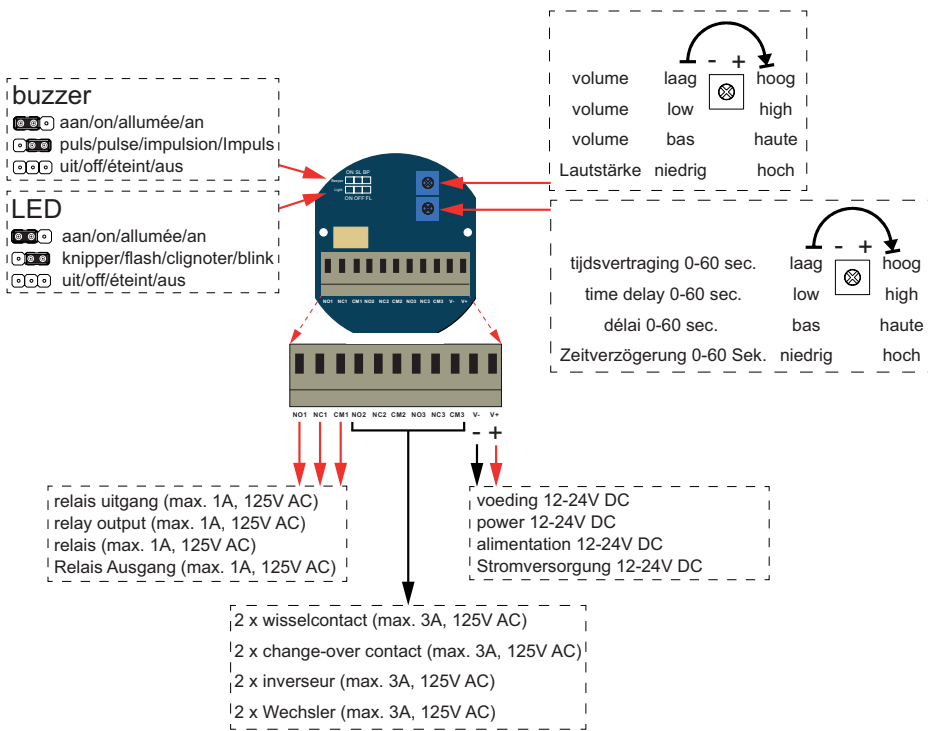 buzzer
aan/on/allumée/an
puls/pulse/impulsion/Impuls
uit/off/éteint/aus
LED
aan/on/allumée/an
knipper/flash/clignoter/blink
uit/off/éteint/aus
ON SL BP
Light
ON OFF FL
- +
volume laag hoog
volume low high
volume bas haute
Lautstärke niedrig hoch
- +
tijdsvertraging 0-60 sec. laag hoog
time delay 0-60 sec. low high
délai 0-60 sec. bas haute
Zeitverzögerung 0-60 Sek. niedrig hoch
NO1 NC1 CM1 NO2 NC2 CM2 NO3 NC3 CM3 V- V+
NO1 NC1 CM1 NO2 NC2 CM2 NO3 NC3 CM3 V- V+
- +
relais uitgang (max. 1A, 125V AC)
relay output (max. 1A, 125V AC)
relais (max. 1A, 125V AC)
Relais Ausgang (max. 1A, 125V AC)
voeding 12-24V DC
power 12-24V DC
alimentation 12-24V DC
Stromversorgung 12-24V DC
2 x wisselcontact (max. 3A, 125V AC)
2 x change-over contact (max. 3A, 125V AC)
2 x inverseur (max. 3A, 125V AC)
2 x Wechsler (max. 3A, 125V AC)